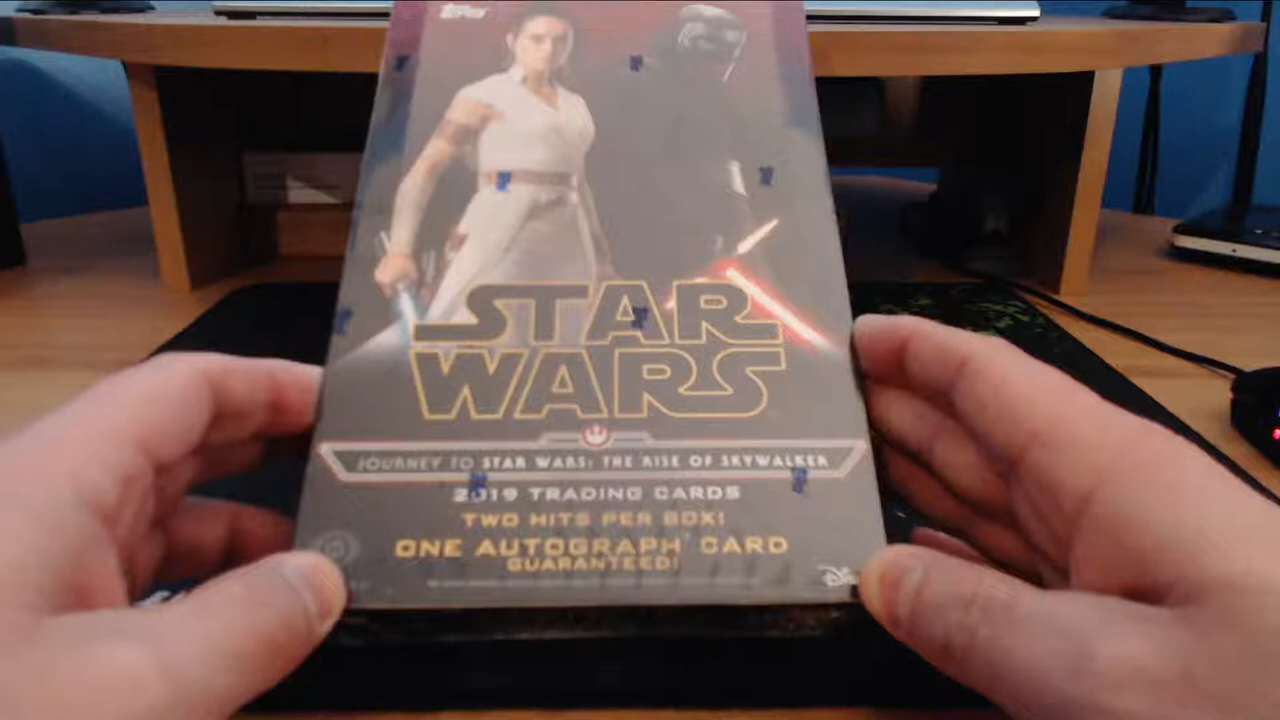 topps
STAR
WARS
JOURNEY TO STAR WARS: THE RISE OF SKYWALKER
2019 TRADING CARDS
TWO HITS PER BOX!
ONE AUTOGRAPH CARD
GUARANTEED!